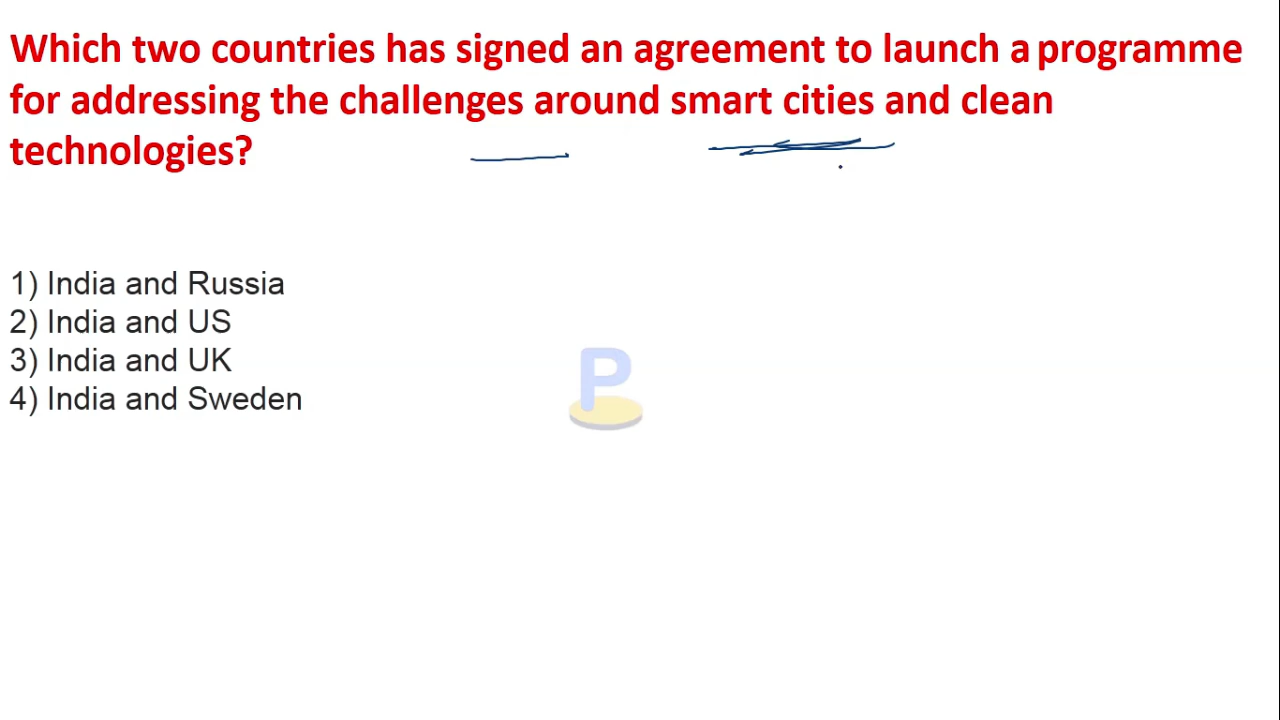 Which two countries has signed an agreement to launch a programme
for addressing the challenges around smart cities and clean
technologies?
1) India and Russia
2) India and US
3) India and UK
4) India and Sweden
P